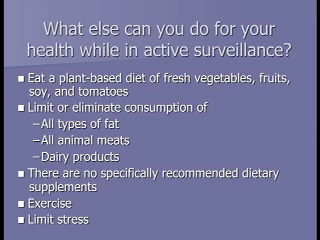 What else can you do for your
health while in active surveillance?
■ Eat a plant-based diet of fresh vegetables, fruits,
soy, and tomatoes
■ Limit or eliminate consumption of
–All types of fat
–All animal meats
–Dairy products
■ There are no specifically recommended dietary
supplements
■ Exercise
■ Limit stress